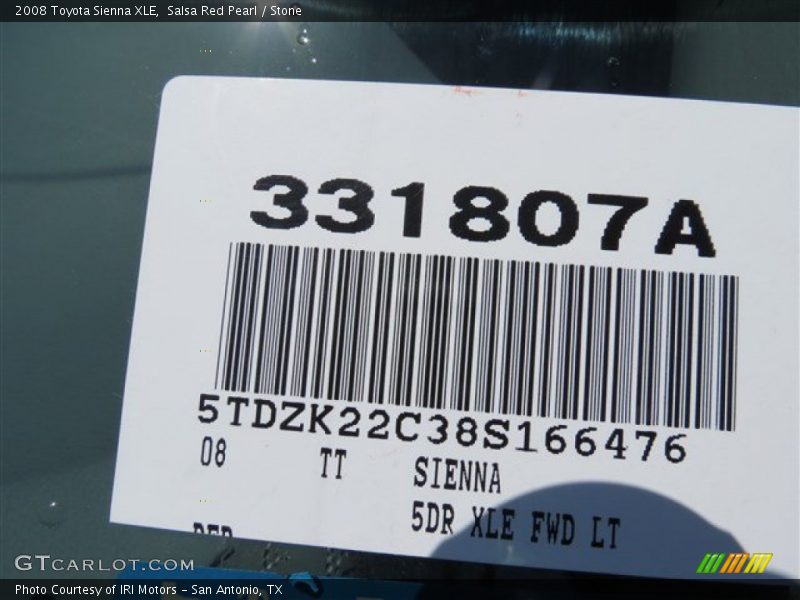 2008 Toyota Sienna XLE,  Salsa Red Pearl / Stone
331807A
5TDZK22C38S166476
08 TT SIENNA
5DR XLE FWD LT
GTCARLOT.COM
Photo Courtesy of IRI Motors – San Antonio, TX